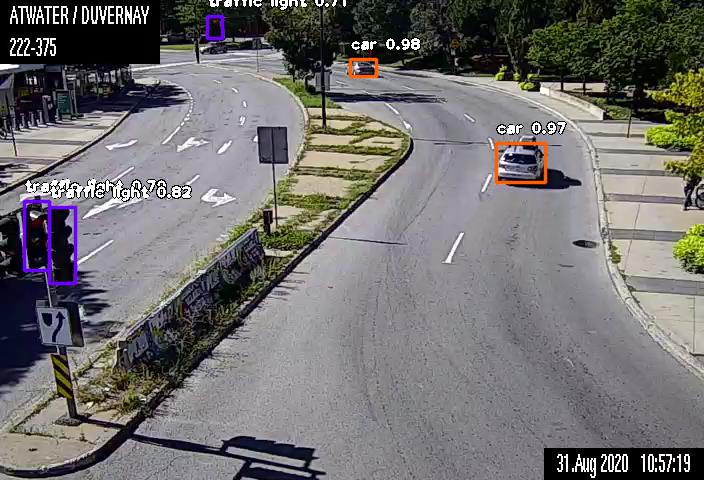 ATWATER / DUVERNAY
222-375
traffic light 0.71
car 0.98
car 0.97
traffic light 0.82
31.Aug 2020 10:57:19